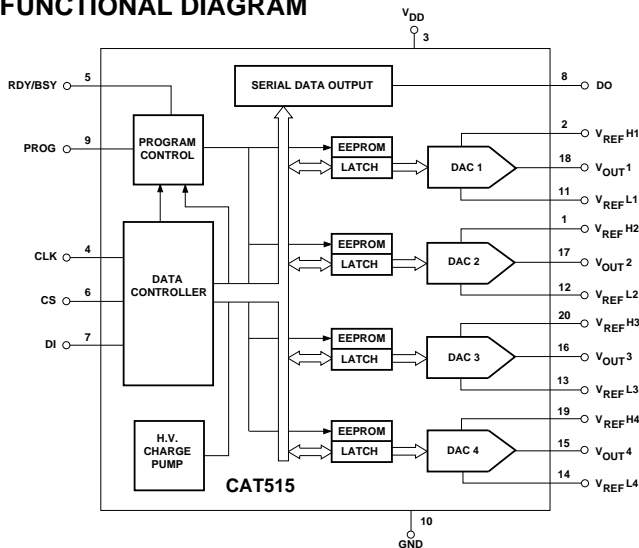 FUNCTIONAL DIAGRAM
VDD
3
5
RDY/BSY
SERIAL DATA OUTPUT
8
DO
9
PROG
PROGRAM
CONTROL
EEPROM
LATCH
DAC 1
2
VREFH1
18
VOUT1
11
VREFL1
4
CLK
6
CS
7
DI
DATA
CONTROLLER
EEPROM
LATCH
DAC 2
1
VREFH2
17
VOUT2
12
VREFL2
EEPROM
LATCH
DAC 3
20
VREFH3
16
VOUT3
13
VREFL3
H.V.
CHARGE
PUMP
EEPROM
LATCH
DAC 4
19
VREFH4
15
VOUT4
14
VREFL4
CAT515
10
GND